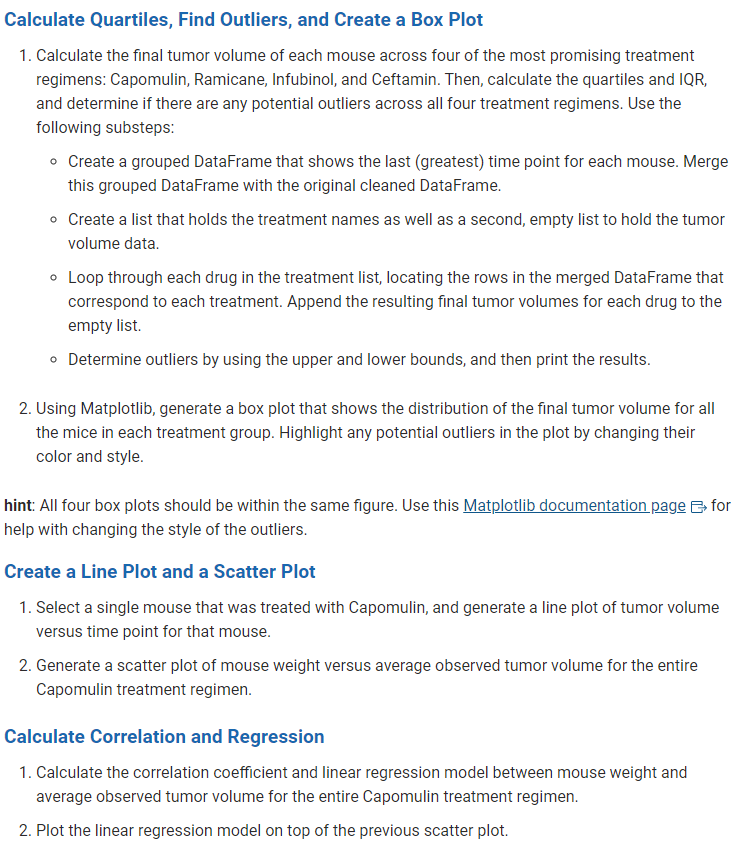 Calculate Quartiles, Find Outliers, and Create a Box Plot
1. Calculate the final tumor volume of each mouse across four of the most promising treatment
regimens: Capomulin, Ramicane, Infubinol, and Ceftamin. Then, calculate the quartiles and IQR,
and determine if there are any potential outliers across all four treatment regimens. Use the
following substeps:
Create a grouped DataFrame that shows the last (greatest) time point for each mouse. Merge
this grouped DataFrame with the original cleaned DataFrame.
Create a list that holds the treatment names as well as a second, empty list to hold the tumor
volume data.
Loop through each drug in the treatment list, locating the rows in the merged DataFrame that
correspond to each treatment. Append the resulting final tumor volumes for each drug to the
empty list.
Determine outliers by using the upper and lower bounds, and then print the results.
2. Using Matplotlib, generate a box plot that shows the distribution of the final tumor volume for all
the mice in each treatment group. Highlight any potential outliers in the plot by changing their
color and style.
hint: All four box plots should be within the same figure. Use this Matplotlib documentation page for
help with changing the style of the outliers.
Create a Line Plot and a Scatter Plot
1. Select a single mouse that was treated with Capomulin, and generate a line plot of tumor volume
versus time point for that mouse.
2. Generate a scatter plot of mouse weight versus average observed tumor volume for the entire
Capomulin treatment regimen.
Calculate Correlation and Regression
1. Calculate the correlation coefficient and linear regression model between mouse weight and
average observed tumor volume for the entire Capomulin treatment regimen.
2. Plot the linear regression model on top of the previous scatter plot.